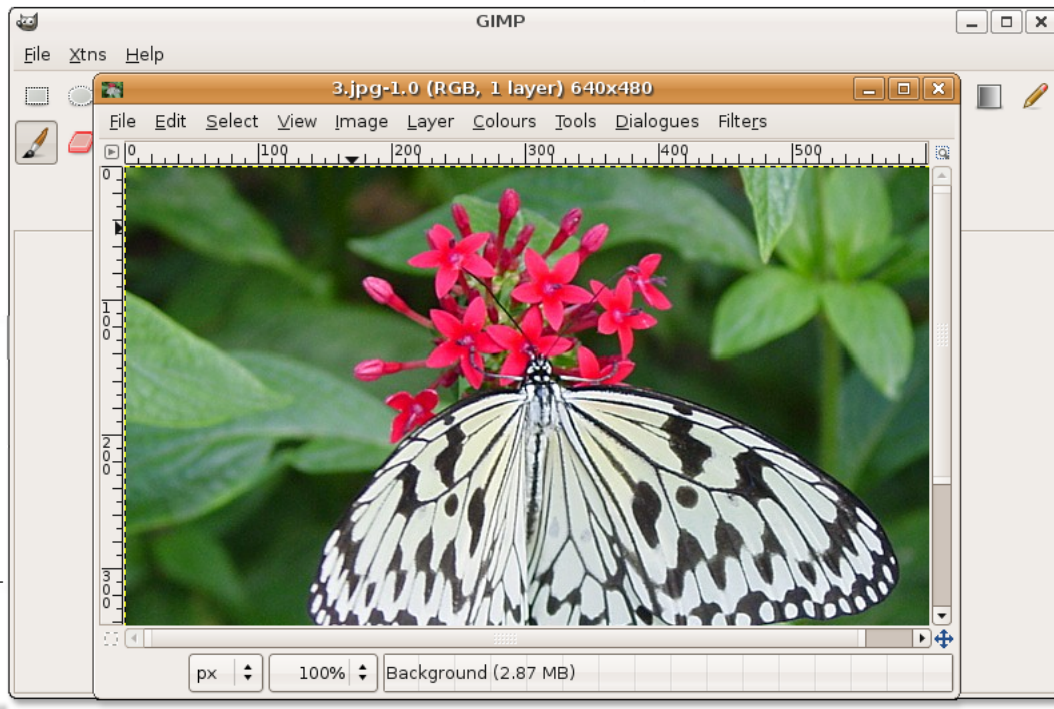 GIMP
File Xtns Help
3.jpg-1.0 (RGB, 1 layer) 640x480
File Edit Select View Image Layer Colours Tools Dialogues Filters
0 100 200 300 400 500
0
100
200
300
px 100% Background (2.87 MB)